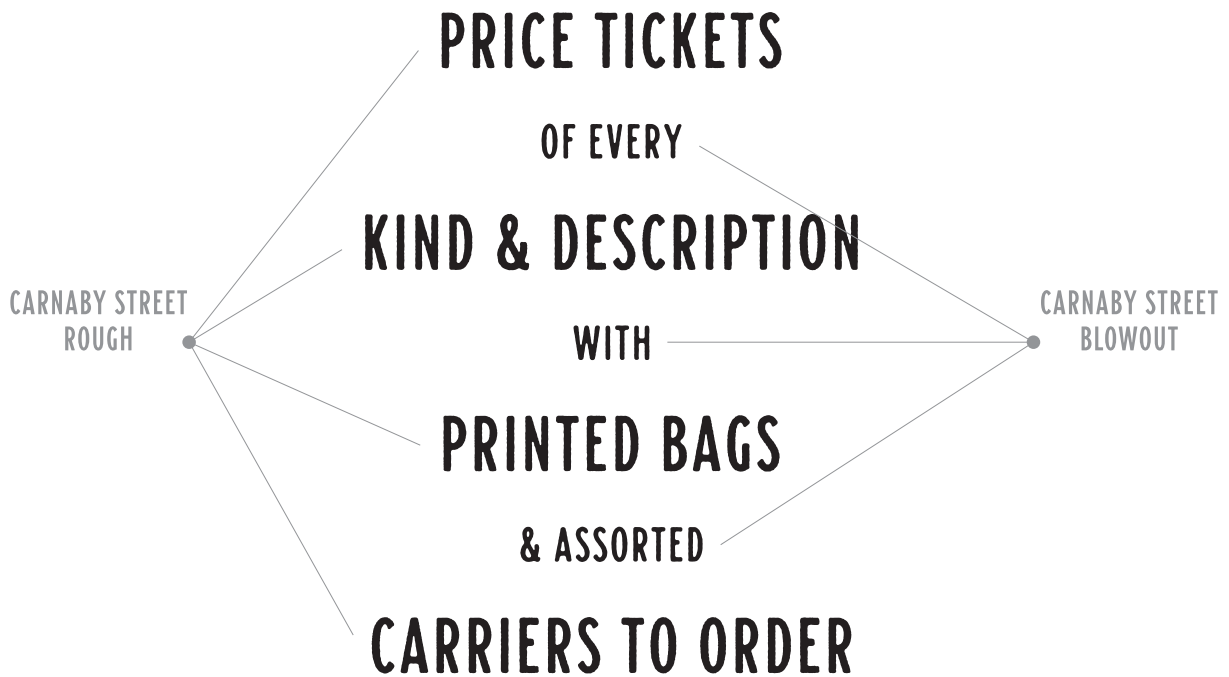 PRICE TICKETS
OF EVERY
KIND & DESCRIPTION
CARNABY STREET
ROUGH
WITH
CARNABY STREET
BLOWOUT
PRINTED BAGS
& ASSORTED
CARRIERS TO ORDER